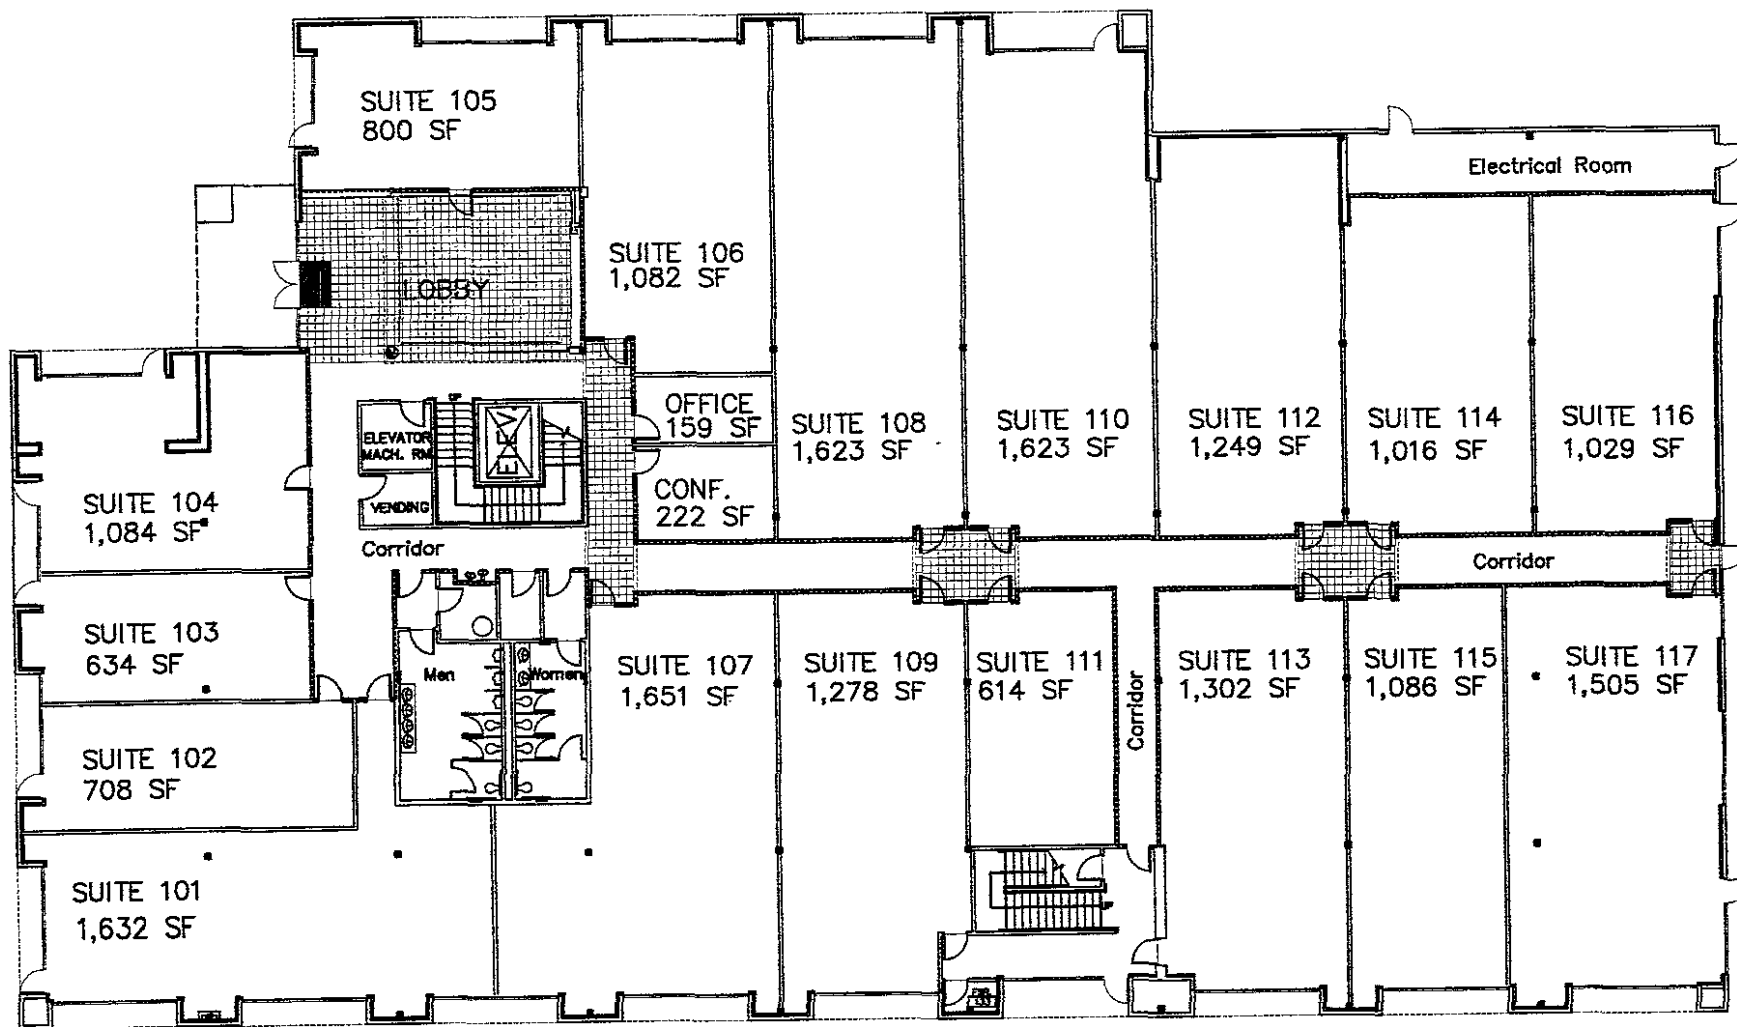 SUITE 105
800 SF
Electrical Room
SUITE 106
1,082 SF
LOBBY
OFFICE
159 SF
SUITE 108
1,623 SF
SUITE 110
1,623 SF
SUITE 112
1,249 SF
SUITE 114
1,016 SF
SUITE 116
1,029 SF
ELEV
ELEVATOR
MACH. RM
VENDING
CONF.
222 SF
SUITE 104
1,084 SF
Corridor
Corridor
SUITE 103
634 SF
Men
Women
SUITE 107
1,651 SF
SUITE 109
1,278 SF
SUITE 111
614 SF
Corridor
SUITE 113
1,302 SF
SUITE 115
1,086 SF
SUITE 117
1,505 SF
SUITE 102
708 SF
SUITE 101
1,632 SF